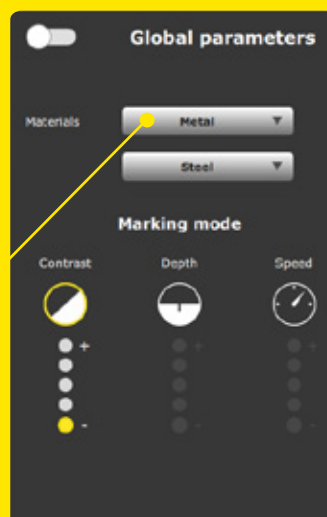 Global parameters
Materials
Metal
Steel
Marking mode
Contrast Depth Speed
+ + +
- - -